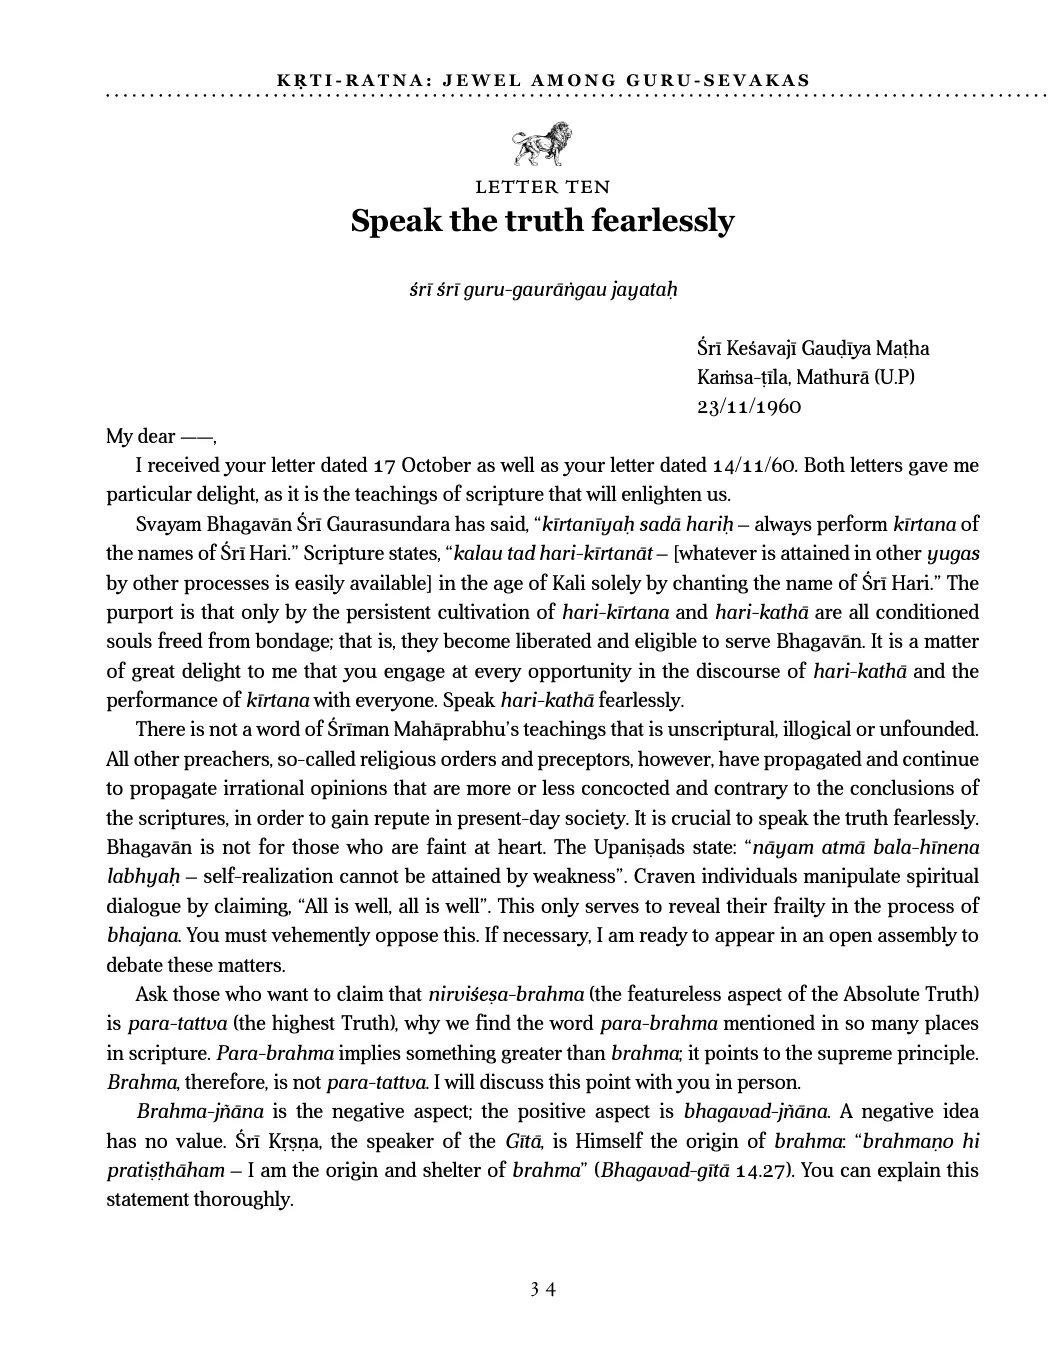 KṚTI-RATNA: JEWEL AMONG GURU-SEVAKAS
LETTER TEN
Speak the truth fearlessly
śrī śrī guru-gaurāṅgau jayataḥ
Śrī Keśavajī Gauḍīya Maṭha
Kaṁsa-ṭīla, Mathurā (U.P)
23/11/1960
My dear ——,
I received your letter dated 17 October as well as your letter dated 14/11/60. Both letters gave me
particular delight, as it is the teachings of scripture that will enlighten us.
Svayam Bhagavān Śrī Gaurasundara has said, “kīrtanīyaḥ sadā hariḥ – always perform kīrtana of
the names of Śrī Hari.” Scripture states, “kalau tad hari-kīrtanāt – [whatever is attained in other yugas
by other processes is easily available] in the age of Kali solely by chanting the name of Śrī Hari.” The
purport is that only by the persistent cultivation of hari-kīrtana and hari-kathā are all conditioned
souls freed from bondage; that is, they become liberated and eligible to serve Bhagavān. It is a matter
of great delight to me that you engage at every opportunity in the discourse of hari-kathā and the
performance of kīrtana with everyone. Speak hari-kathā fearlessly.
There is not a word of Śrīman Mahāprabhu’s teachings that is unscriptural, illogical or unfounded.
All other preachers, so-called religious orders and preceptors, however, have propagated and continue
to propagate irrational opinions that are more or less concocted and contrary to the conclusions of
the scriptures, in order to gain repute in present-day society. It is crucial to speak the truth fearlessly.
Bhagavān is not for those who are faint at heart. The Upaniṣads state: “nāyam atmā bala-hīnena
labhyaḥ – self-realization cannot be attained by weakness”. Craven individuals manipulate spiritual
dialogue by claiming, “All is well, all is well”. This only serves to reveal their frailty in the process of
bhajana. You must vehemently oppose this. If necessary, I am ready to appear in an open assembly to
debate these matters.
Ask those who want to claim that nirviśeṣa-brahma (the featureless aspect of the Absolute Truth)
is para-tattva (the highest Truth), why we find the word para-brahma mentioned in so many places
in scripture. Para-brahma implies something greater than brahma; it points to the supreme principle.
Brahma, therefore, is not para-tattva. I will discuss this point with you in person.
Brahma-jñāna is the negative aspect; the positive aspect is bhagavad-jñāna. A negative idea
has no value. Śrī Kṛṣṇa, the speaker of the Gītā, is Himself the origin of brahma: “brahmaṇo hi
pratiṣṭhāham – I am the origin and shelter of brahma” (Bhagavad-gītā 14.27). You can explain this
statement thoroughly.
34